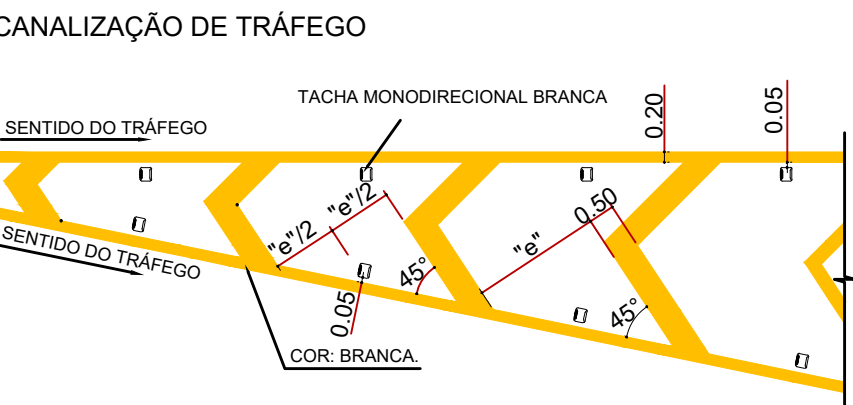 CANALIZAÇÃO DE TRÁFEGO
TACHA MONODIRECIONAL BRANCA
SENTIDO DO TRÁFEGO
0.20
0.05
SENTIDO DO TRÁFEGO
"e"/2
"e"/2
"e"
0.50
45°
45°
0.05
COR: BRANCA.